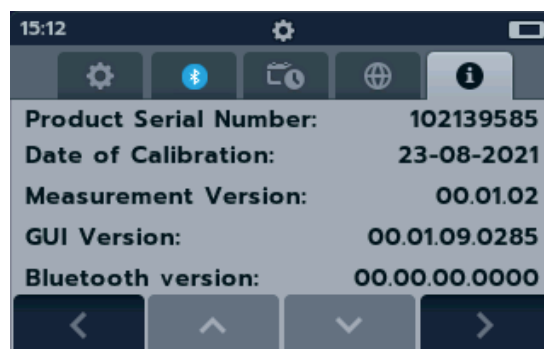 15:12
Product Serial Number: 102139585
Date of Calibration: 23-08-2021
Measurement Version: 00.01.02
GUI Version: 00.01.09.0285
Bluetooth version: 00.00.00.0000